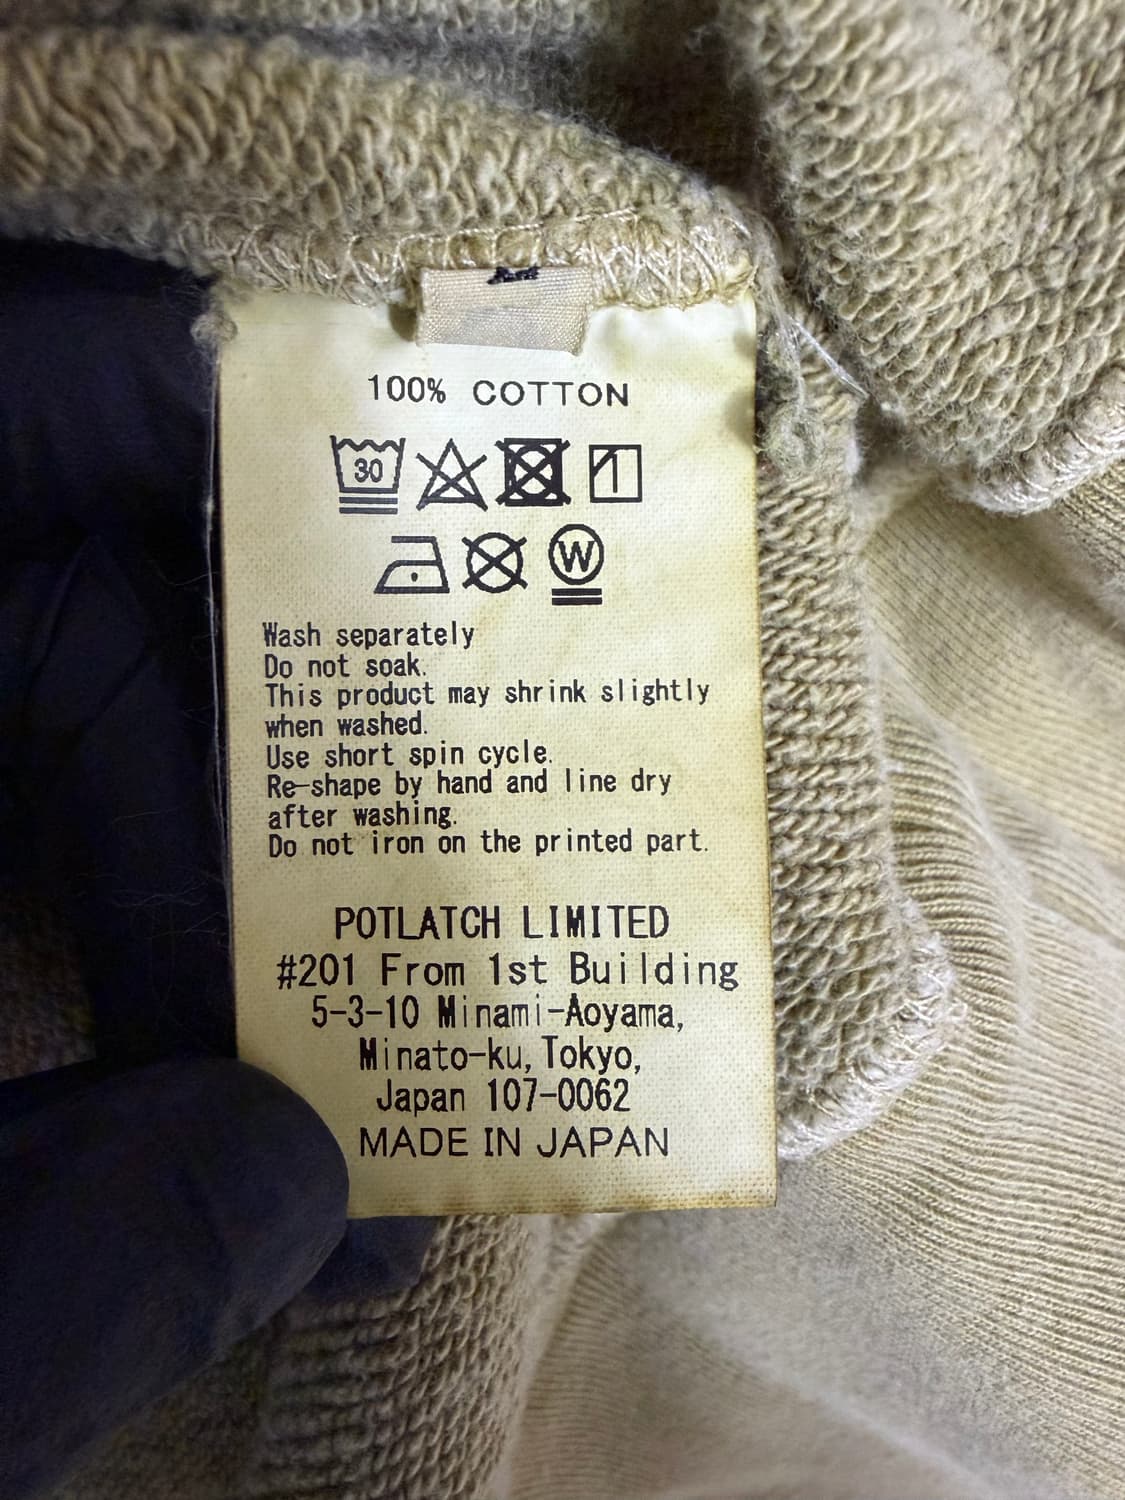 100% COTTON
30
W
Wash separately
Do not soak.
This product may shrink slightly
when washed.
Use short spin cycle.
Re-shape by hand and line dry
after washing.
Do not iron on the printed part.
POTLATCH LIMITED
#201 From 1st Building
5-3-10 Minami-Aoyama,
Minato-ku, Tokyo,
Japan 107-0062
MADE IN JAPAN